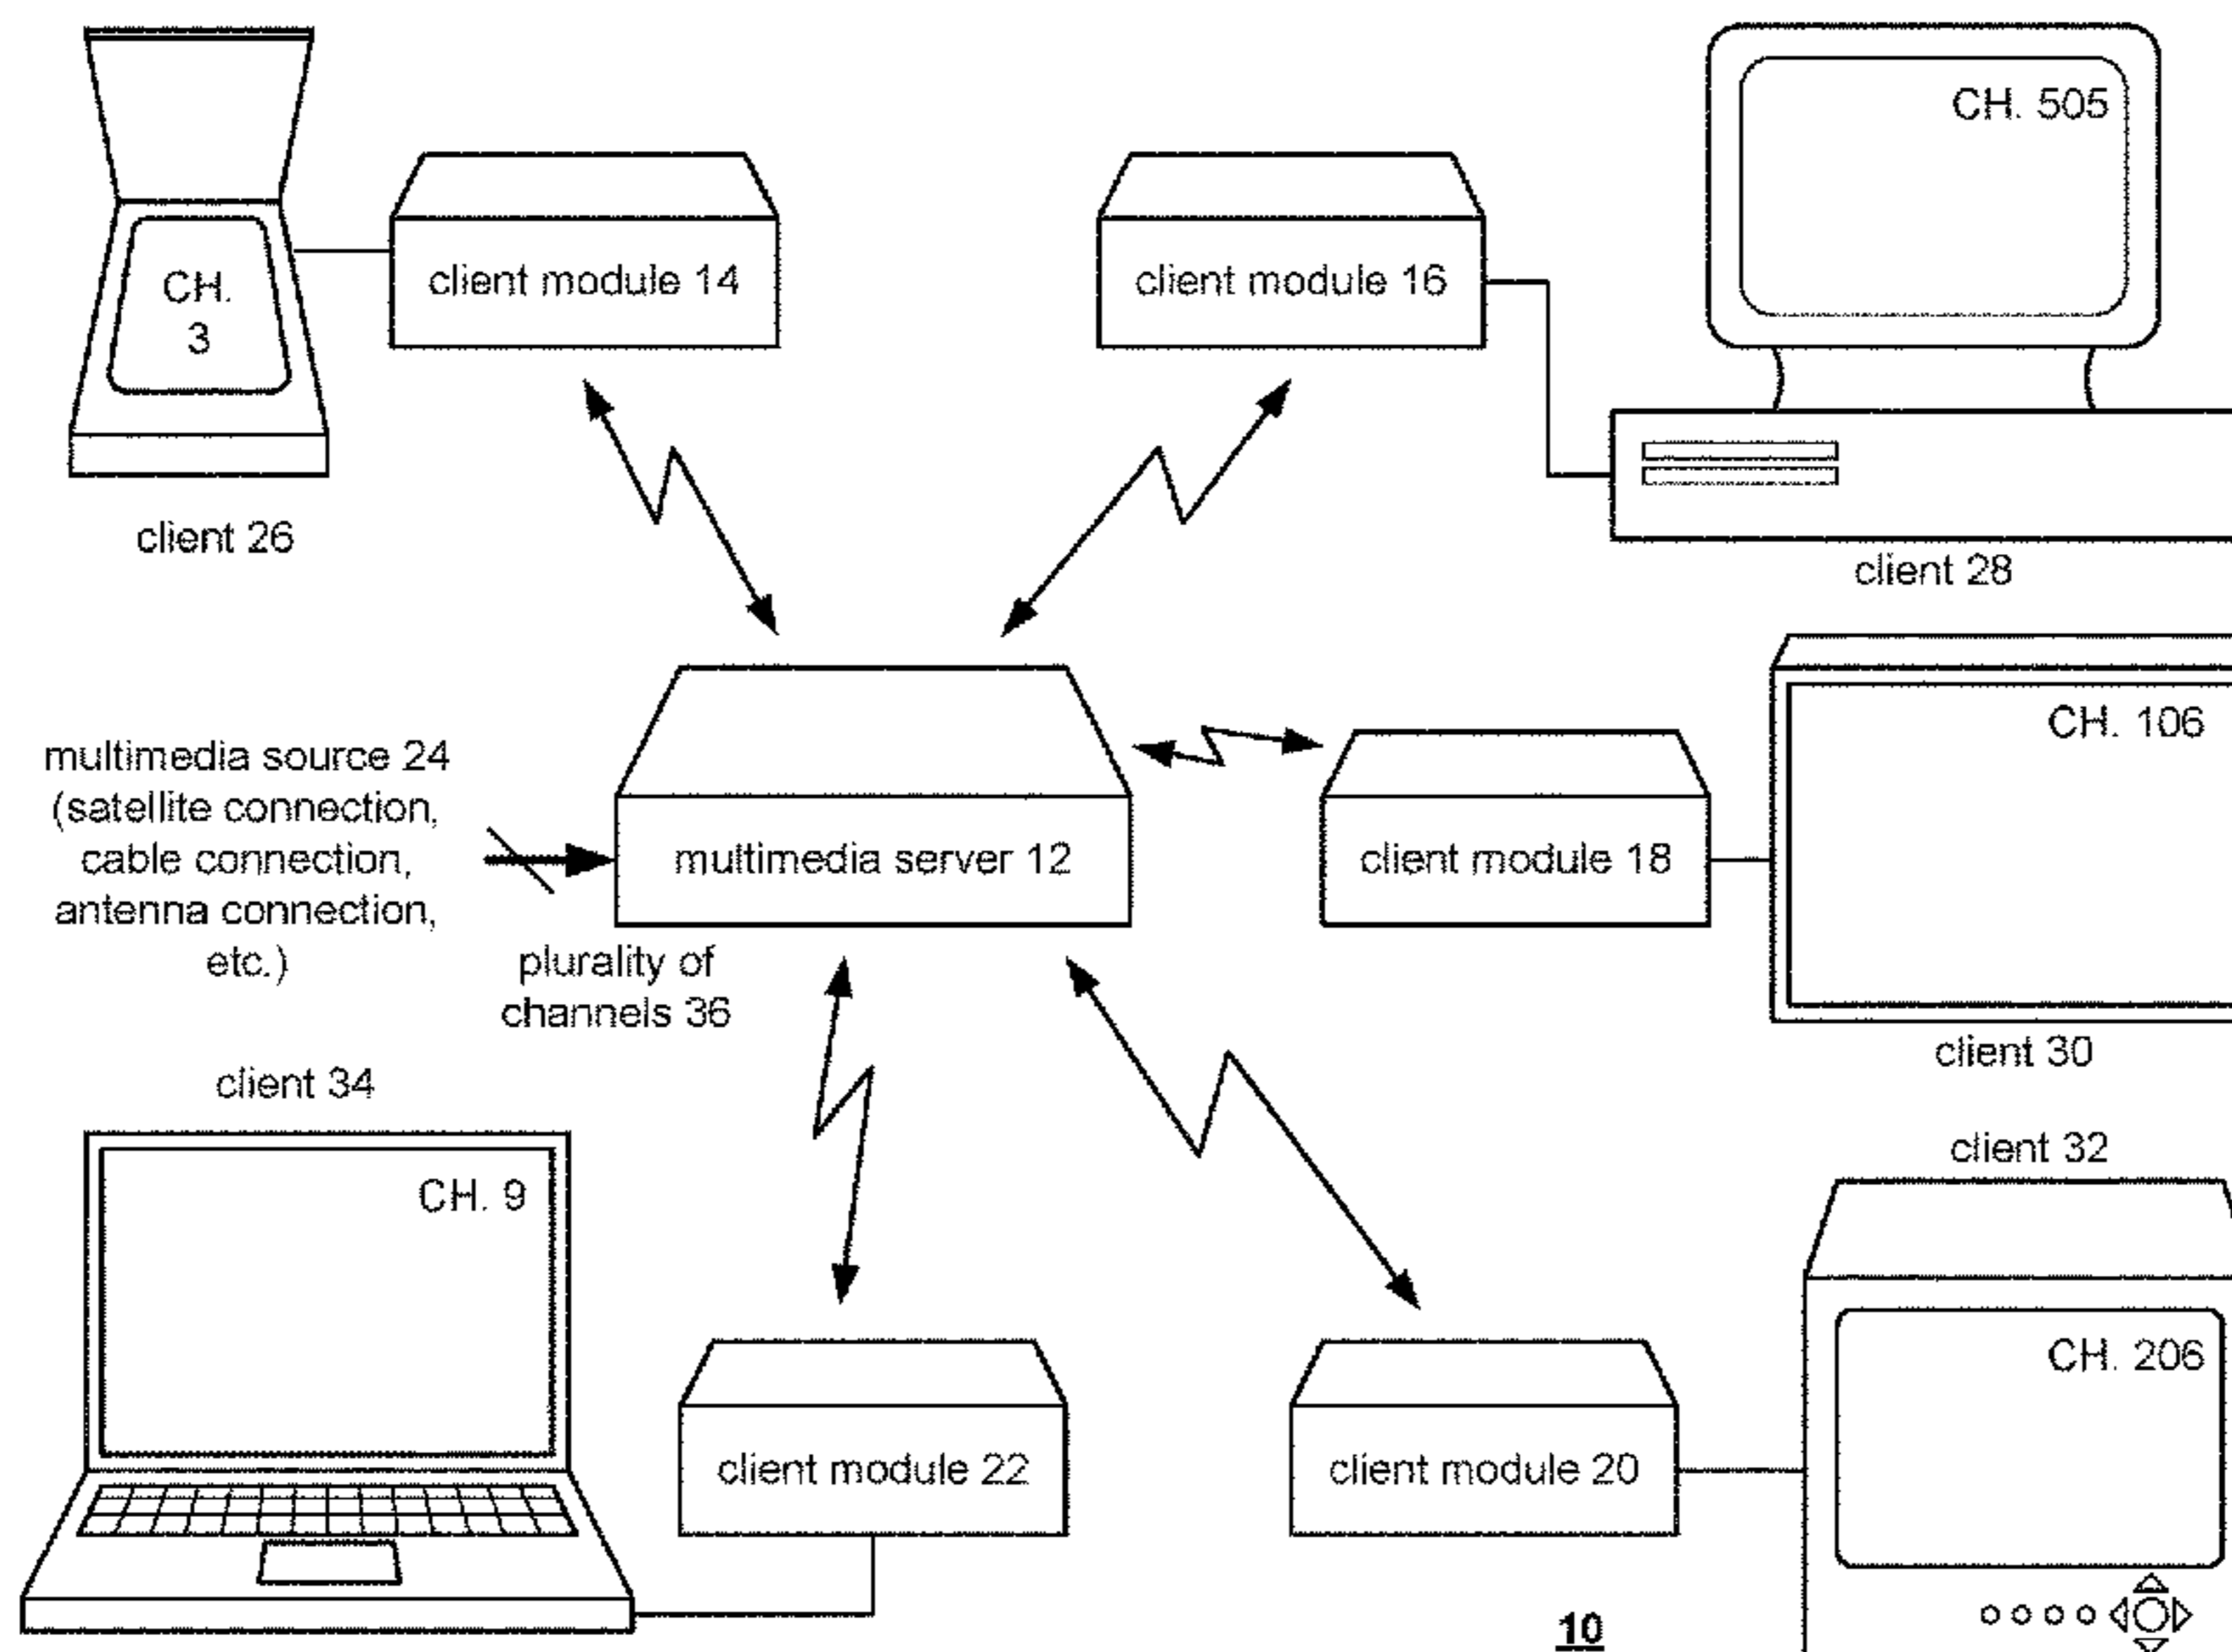 CH. 505
CH.
3
client module 14
client module 16
client 26
client 28
CH. 106
multimedia source 24
(satellite connection,
cable connection,
antenna connection,
etc.)
multimedia server 12
client module 18
plurality of
channels 36
client 30
client 34
client 32
CH. 9
CH. 206
client module 22
client module 20
10